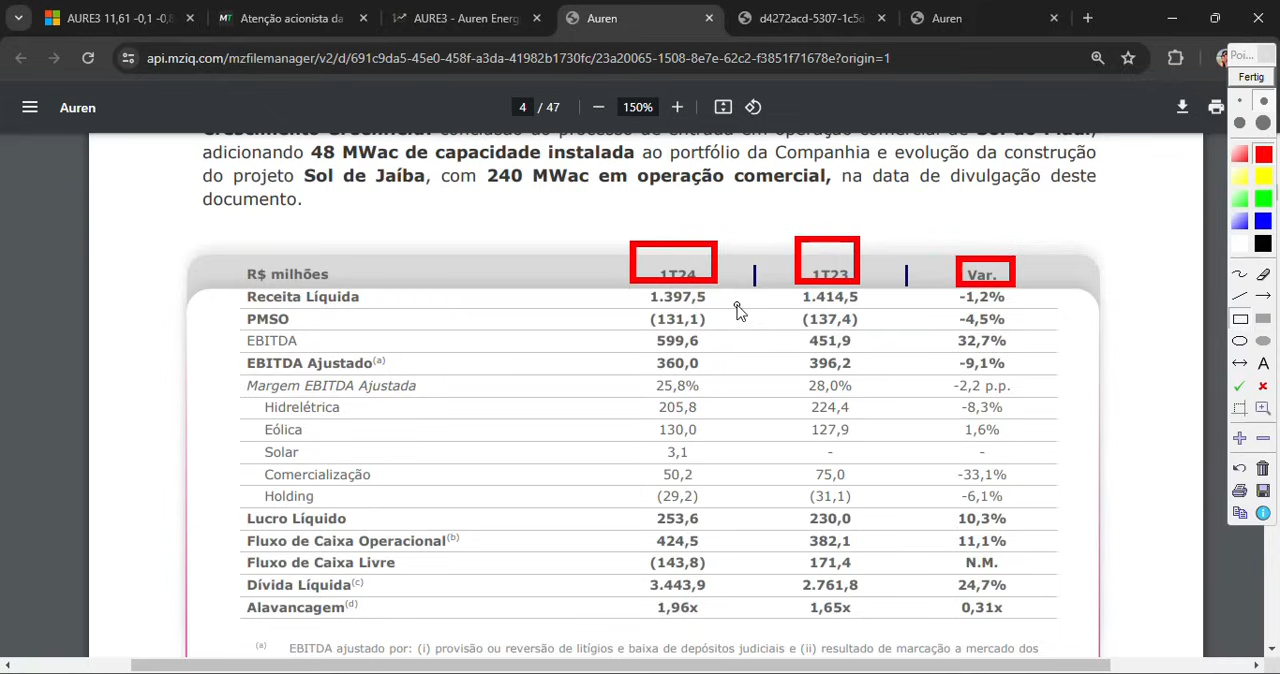 AURE3 11,61 -0,1 -0,8
Atenção acionista da
AURE3 - Auren Energ
Auren
d4272acd-5307-1c5d
Auren
api.mziq.com/mzfilemanager/v2/d/691c9da5-45e0-458f-a3da-41982b1730fc/23a20065-1508-8e7e-62c2-f3851f71678e?origin=1
Poi...
Fertig
Auren
4 / 47
150%
adicionando 48 MWac de capacidade instalada ao portfólio da Companhia e evolução da construção
do projeto Sol de Jaíba, com 240 MWac em operação comercial, na data de divulgação deste
documento.
R$ milhões 1T24 1T23 Var.
Receita Líquida 1.397,5 1.414,5 -1,2%
PMSO (131,1) (137,4) -4,5%
EBITDA 599,6 451,9 32,7%
EBITDA Ajustado(a) 360,0 396,2 -9,1%
Margem EBITDA Ajustada 25,8% 28,0% -2,2 p.p.
Hidrelétrica 205,8 224,4 -8,3%
Eólica 130,0 127,9 1,6%
Solar 3,1 - -
Comercialização 50,2 75,0 -33,1%
Holding (29,2) (31,1) -6,1%
Lucro Líquido 253,6 230,0 10,3%
Fluxo de Caixa Operacional(b) 424,5 382,1 11,1%
Fluxo de Caixa Livre (143,8) 171,4 N.M.
Dívida Líquida(c) 3.443,9 2.761,8 24,7%
Alavancagem(d) 1,96x 1,65x 0,31x
(a) EBITDA ajustado por: (i) provisão ou reversão de litígios e baixa de depósitos judiciais e (ii) resultado de marcação a mercado dos